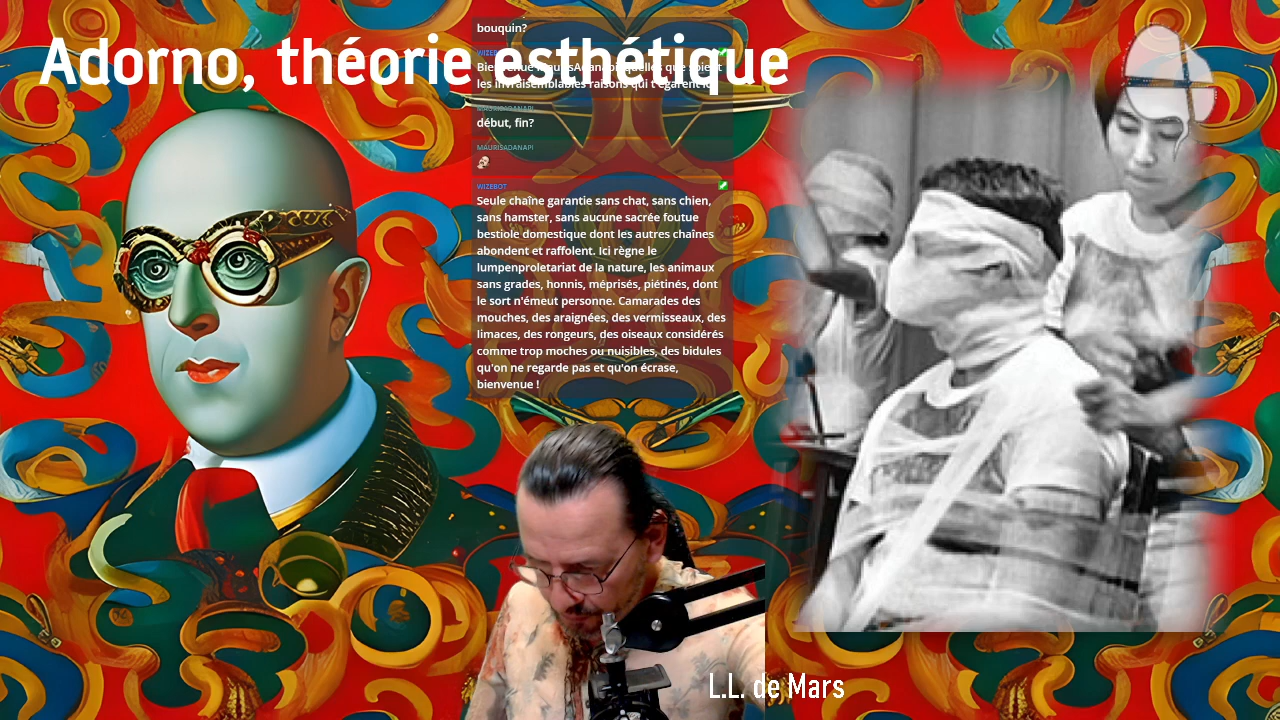 Adorno, théorie esthétique
bouquin?
début, fin?
MAURISADANAP!
WIZEBOT
Seule chaîne garantie sans chat, sans chien,
sans hamster, sans aucune sacrée foutue
bestiole domestique dont les autres chaînes
abondent et raffolent. Ici règne le
lumpenproletariat de la nature, les animaux
sans grades, honnis, méprisés, piétinés, dont
le sort n'émeut personne. Camarades des
mouches, des araignées, des vermisseaux, des
limaces, des rongeurs, des oiseaux considérés
comme trop moches ou nuisibles, des bidules
qu'on ne regarde pas et qu'on écrase,
bienvenue !
L.L. de Mars